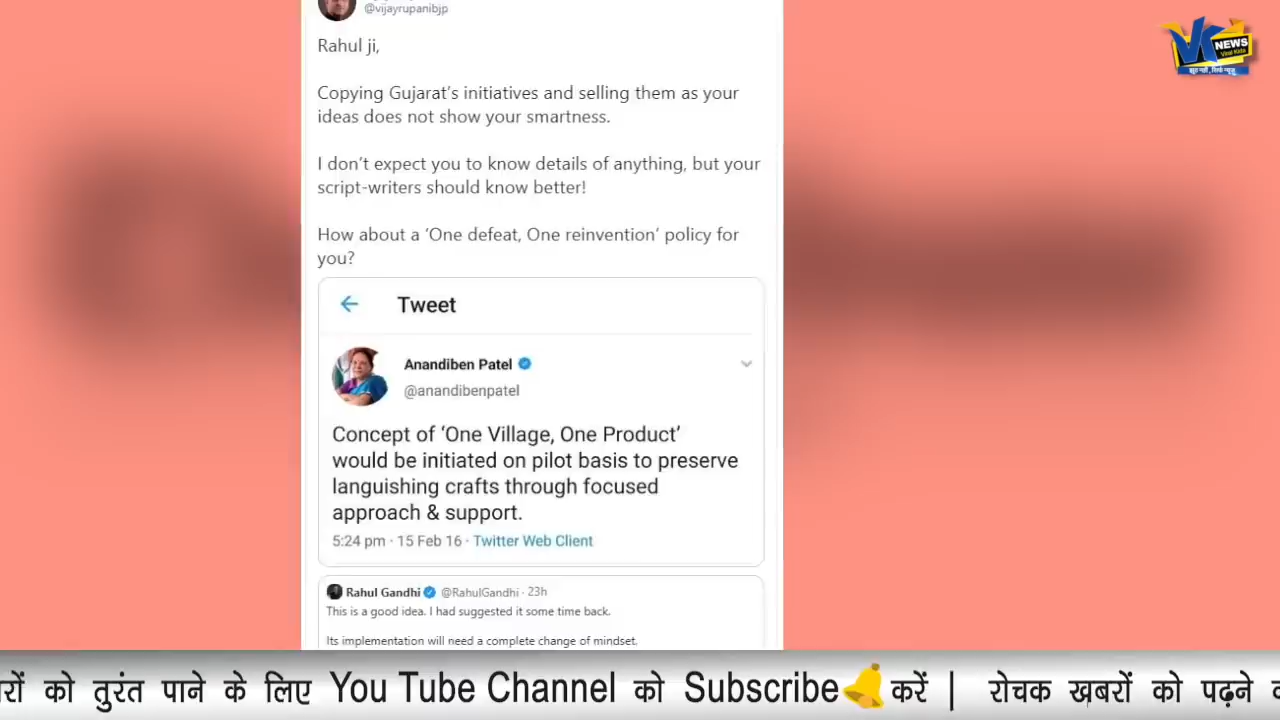 @vijayrupanibjp
Rahul ji,
Copying Gujarat's initiatives and selling them as your
ideas does not show your smartness.
I don't expect you to know details of anything, but your
script-writers should know better!
How about a 'One defeat, One reinvention' policy for
you?
Tweet
Anandiben Patel
@anandibenpatel
Concept of 'One Village, One Product'
would be initiated on pilot basis to preserve
languishing crafts through focused
approach & support.
5:24 pm · 15 Feb 16 · Twitter Web Client
Rahul Gandhi @RahulGandhi · 23h
This is a good idea. I had suggested it some time back.
Its implementation will need a complete change of mindset.
VK NEWS
Viral Kida
झूठ नहीं, सिर्फ न्यूज़
रों को तुरंत पाने के लिए You Tube Channel को Subscribe करें | रोचक ख़बरों को पढ़ने